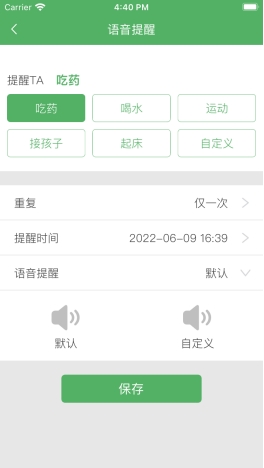 Carrier 4:40 PM
语音提醒
提醒TA 吃药
吃药 喝水 运动
接孩子 起床 自定义
重复 仅一次
提醒时间 2022-06-09 16:39
语音提醒 默认
默认 自定义
保存